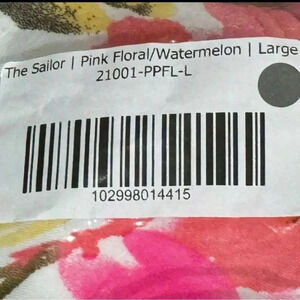 The Sailor | Pink Floral/Watermelon | Large
21001-PPFL-L
102998014415